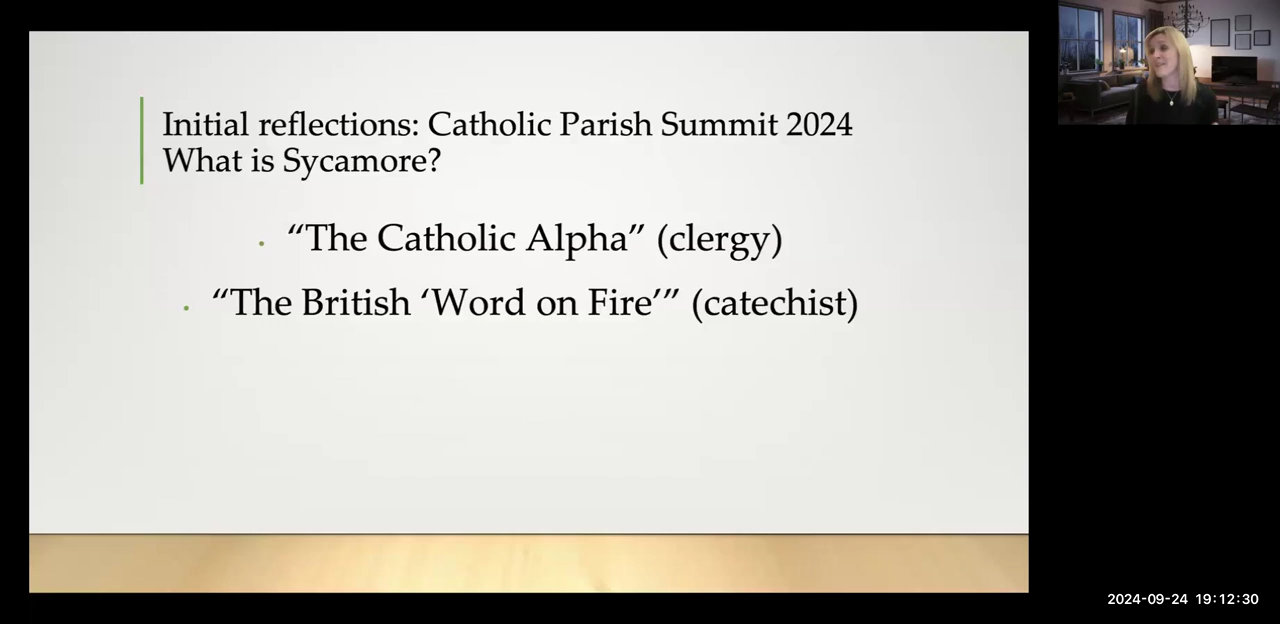 Initial reflections: Catholic Parish Summit 2024
What is Sycamore?
• “The Catholic Alpha” (clergy)
• “The British ‘Word on Fire’” (catechist)
2024-09-24 19:12:30